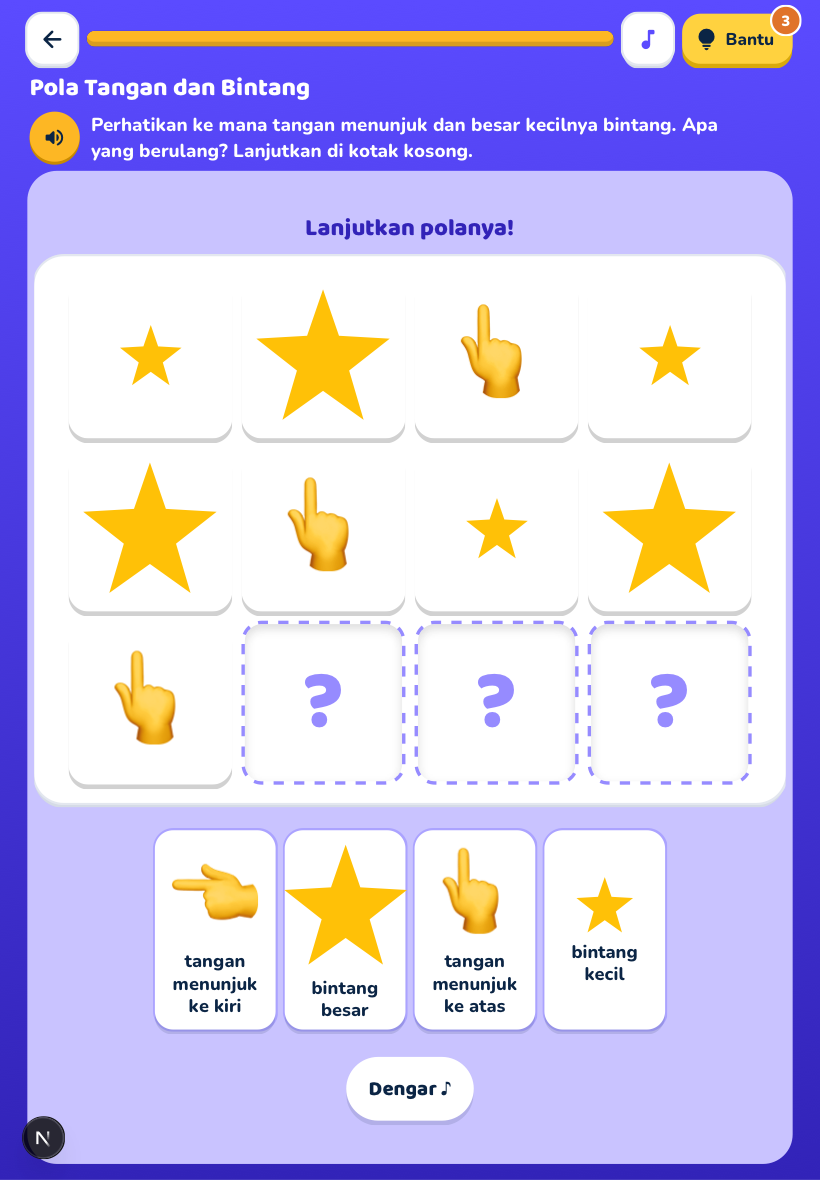 3
Bantu
Pola Tangan dan Bintang
Perhatikan ke mana tangan menunjuk dan besar kecilnya bintang. Apa
yang berulang? Lanjutkan di kotak kosong.
Lanjutkan polanya!
? ? ?
tangan
menunjuk
ke kiri
bintang
besar
tangan
menunjuk
ke atas
bintang
kecil
Dengar ♪
N